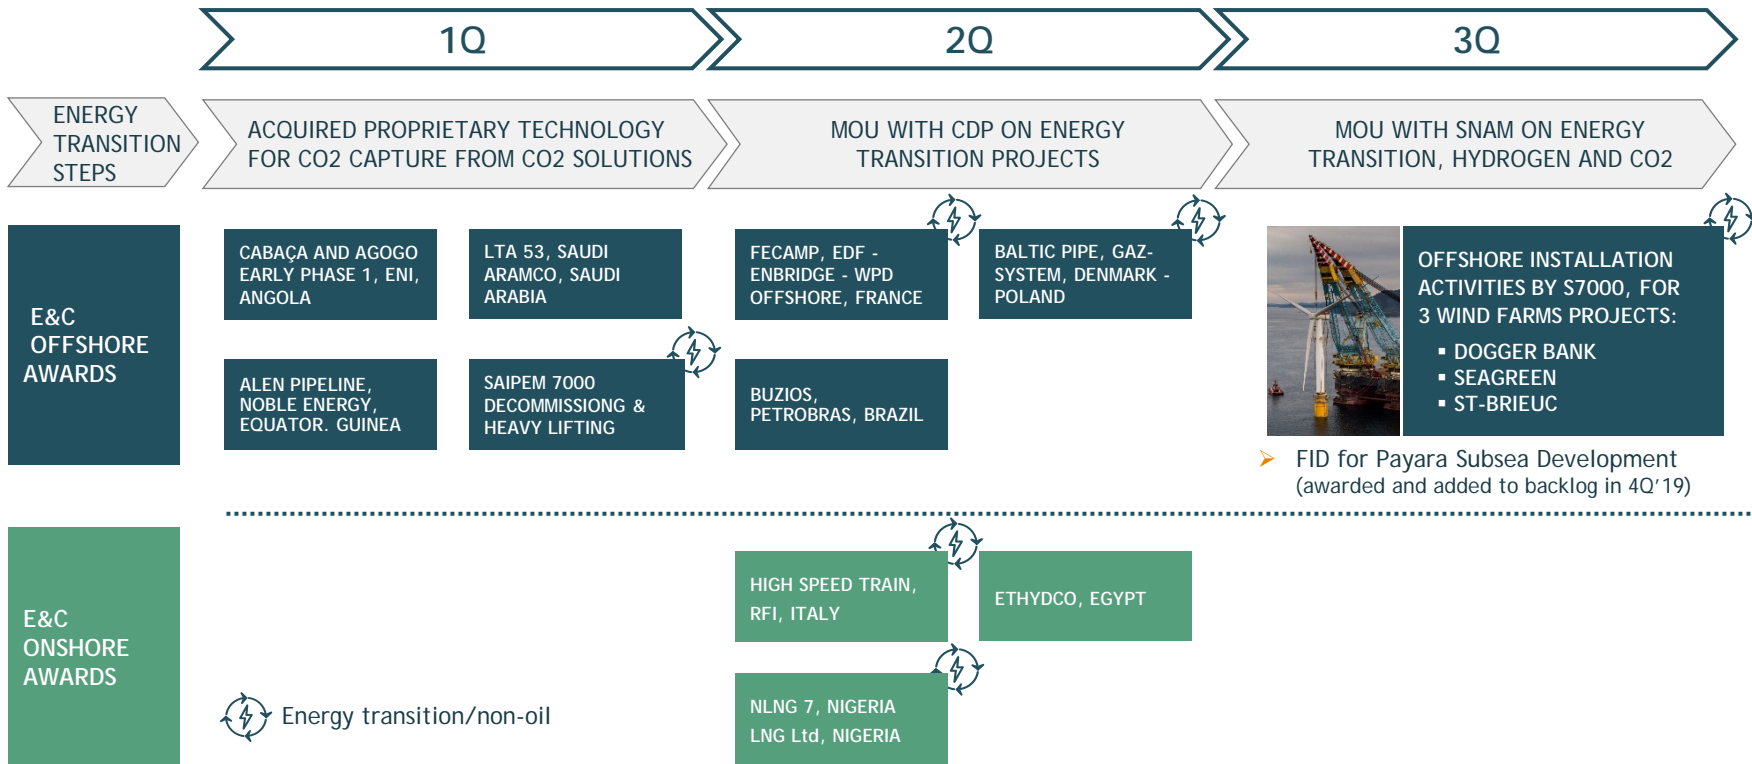 1Q
2Q
3Q
ENERGY
TRANSITION
STEPS
ACQUIRED PROPRIETARY TECHNOLOGY
FOR CO2 CAPTURE FROM CO2 SOLUTIONS
MOU WITH CDP ON ENERGY
TRANSITION PROJECTS
MOU WITH SNAM ON ENERGY
TRANSITION, HYDROGEN AND CO2
E&C
OFFSHORE
AWARDS
CABAÇA AND AGOGO
EARLY PHASE 1, ENI,
ANGOLA
LTA 53, SAUDI
ARAMCO, SAUDI
ARABIA
FECAMP, EDF -
ENBRIDGE - WPD
OFFSHORE, FRANCE
BALTIC PIPE, GAZ-
SYSTEM, DENMARK -
POLAND
OFFSHORE INSTALLATION
ACTIVITIES BY S7000, FOR
3 WIND FARMS PROJECTS:
▪ DOGGER BANK
▪ SEAGREEN
▪ ST-BRIEUC
ALEN PIPELINE,
NOBLE ENERGY,
EQUATOR. GUINEA
SAIPEM 7000
DECOMMISSIONG &
HEAVY LIFTING
BUZIOS,
PETROBRAS, BRAZIL
➢ FID for Payara Subsea Development
(awarded and added to backlog in 4Q'19)
E&C
ONSHORE
AWARDS
HIGH SPEED TRAIN,
RFI, ITALY
ETHYDCO, EGYPT
NLNG 7, NIGERIA
LNG Ltd, NIGERIA
Energy transition/non-oil